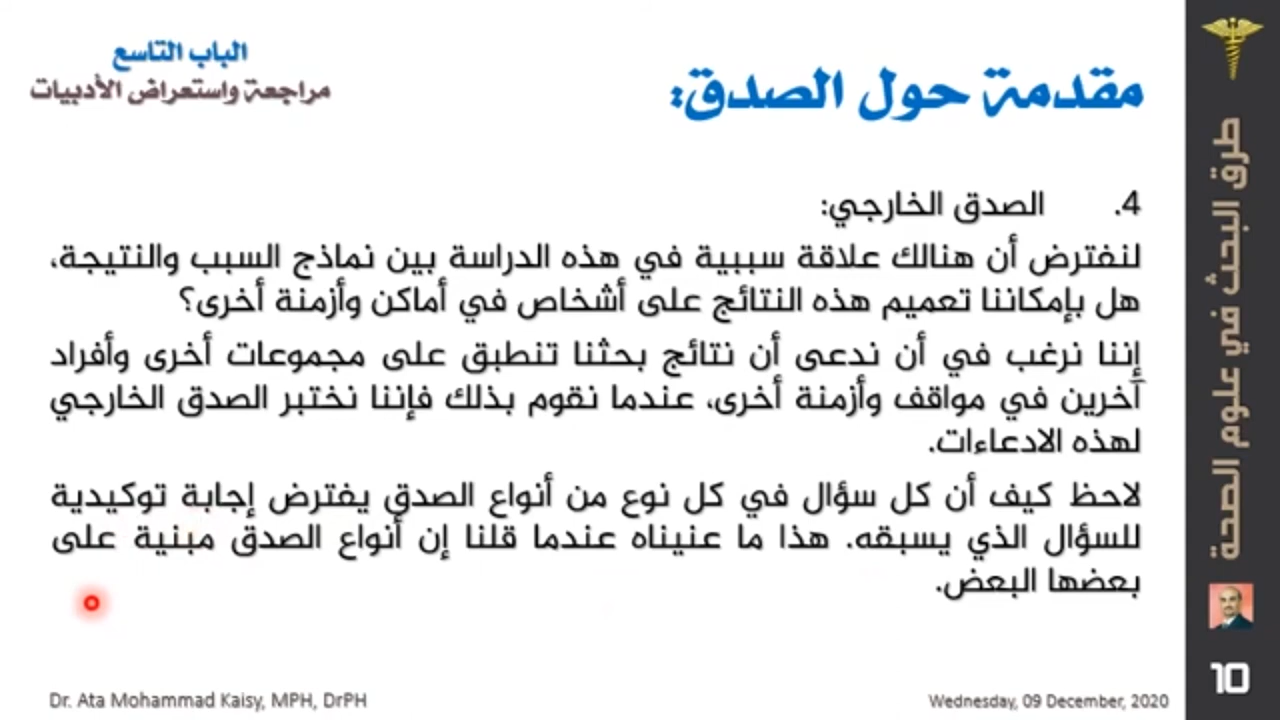 الباب التاسع
مراجعة واستعراض الأدبيات
مقدمة حول الصدق:
4. الصدق الخارجي:
لنفترض أن هنالك علاقة سببية في هذه الدراسة بين نماذج السبب والنتيجة،
هل بإمكاننا تعميم هذه النتائج على أشخاص في أماكن وأزمنة أخرى؟
إننا نرغب في أن ندعى أن نتائج بحثنا تنطبق على مجموعات أخرى وأفراد
آخرين في مواقف وأزمنة أخرى، عندما نقوم بذلك فإننا نختبر الصدق الخارجي
لهذه الادعاءات.
لاحظ كيف أن كل سؤال في كل نوع من أنواع الصدق يفترض إجابة توكيدية
للسؤال الذي يسبقه. هذا ما عنيناه عندما قلنا إن أنواع الصدق مبنية على
بعضها البعض.
طرق البحث في علوم الصحة
10
Dr. Ata Mohammad Kaisy, MPH, DrPH
Wednesday, 09 December, 2020